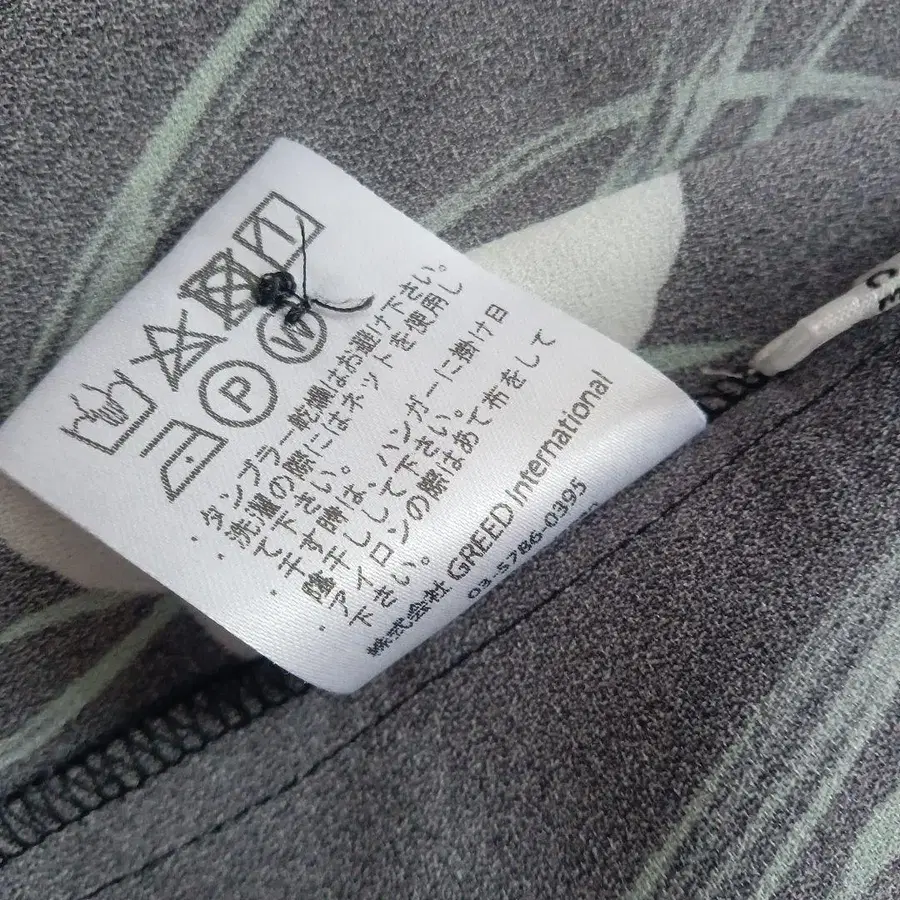 P
W
・タンブラー乾燥はお避け下さい。
・洗濯の際にはネットを使用し
て下さい。
・干す時は、ハンガーに掛け日
陰干しして下さい。
・アイロンの際はあて布をして
下さい。
株式会社 GREED International
03-5786-0395